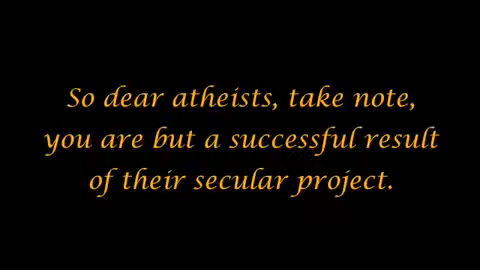 So dear atheists, take note,
you are but a successful result
of their secular project.